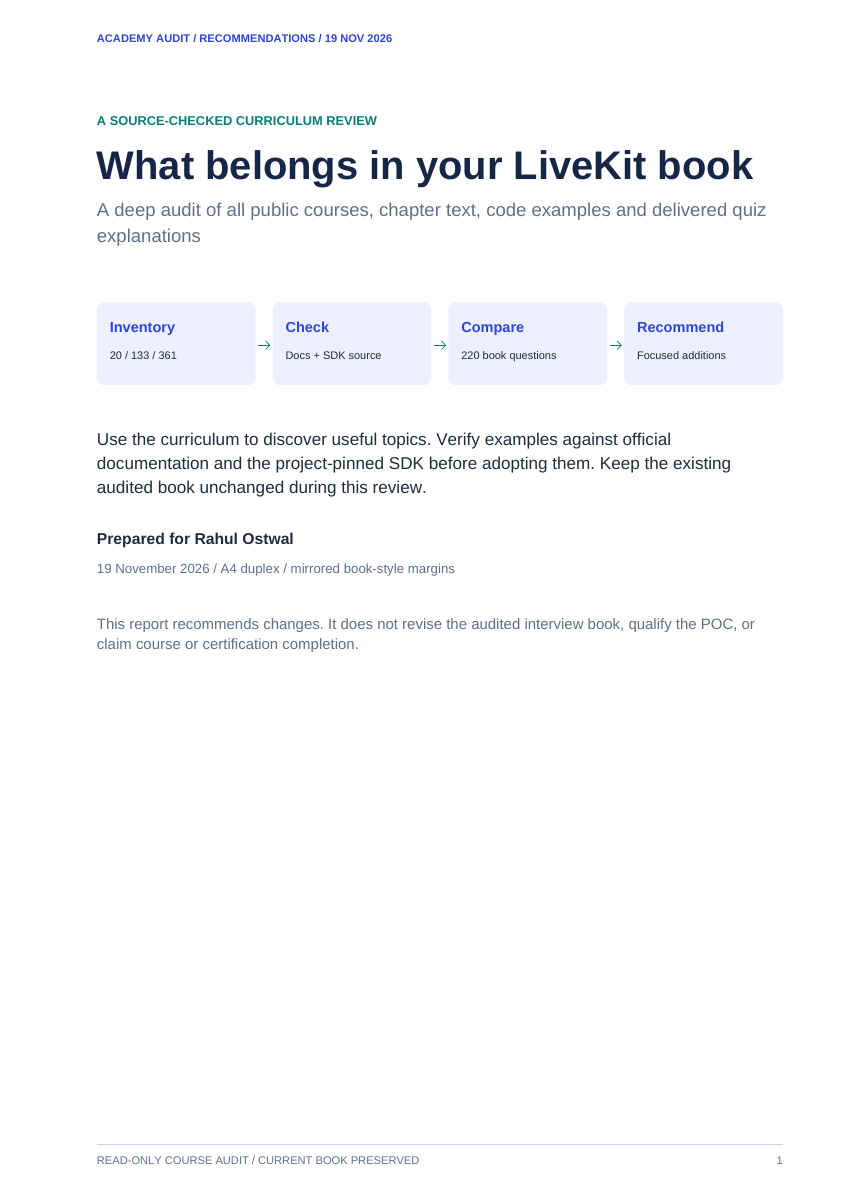 ACADEMY AUDIT / RECOMMENDATIONS / 19 NOV 2026
A SOURCE-CHECKED CURRICULUM REVIEW
What belongs in your LiveKit book
A deep audit of all public courses, chapter text, code examples and delivered quiz
explanations
Inventory
20 / 133 / 361
→
Check
Docs + SDK source
→
Compare
220 book questions
→
Recommend
Focused additions
Use the curriculum to discover useful topics. Verify examples against official
documentation and the project-pinned SDK before adopting them. Keep the existing
audited book unchanged during this review.
Prepared for Rahul Ostwal
19 November 2026 / A4 duplex / mirrored book-style margins
This report recommends changes. It does not revise the audited interview book, qualify the POC, or
claim course or certification completion.
READ-ONLY COURSE AUDIT / CURRENT BOOK PRESERVED
1